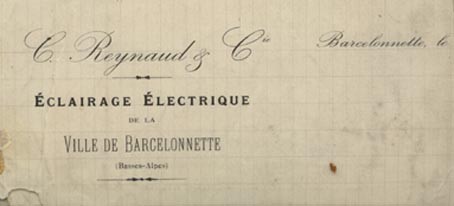 C. Reynaud & Cie
Barcelonnette, le
ÉCLAIRAGE ÉLECTRIQUE
DE LA
VILLE DE BARCELONNETTE
(Basses-Alpes)